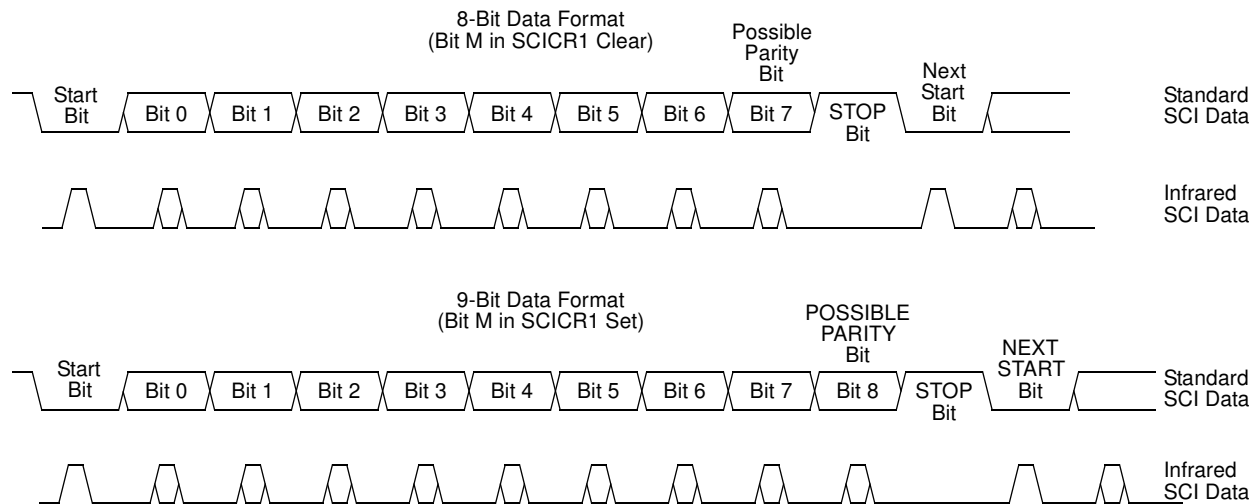 8-Bit Data Format
(Bit M in SCICR1 Clear)
Possible
Parity
Bit
Start
Bit
Bit 0
Bit 1
Bit 2
Bit 3
Bit 4
Bit 5
Bit 6
Bit 7
STOP
Bit
Next
Start
Bit
Standard
SCI Data
Infrared
SCI Data
9-Bit Data Format
(Bit M in SCICR1 Set)
POSSIBLE
PARITY
Bit
Start
Bit
Bit 0
Bit 1
Bit 2
Bit 3
Bit 4
Bit 5
Bit 6
Bit 7
Bit 8
STOP
Bit
NEXT
START
Bit
Standard
SCI Data
Infrared
SCI Data